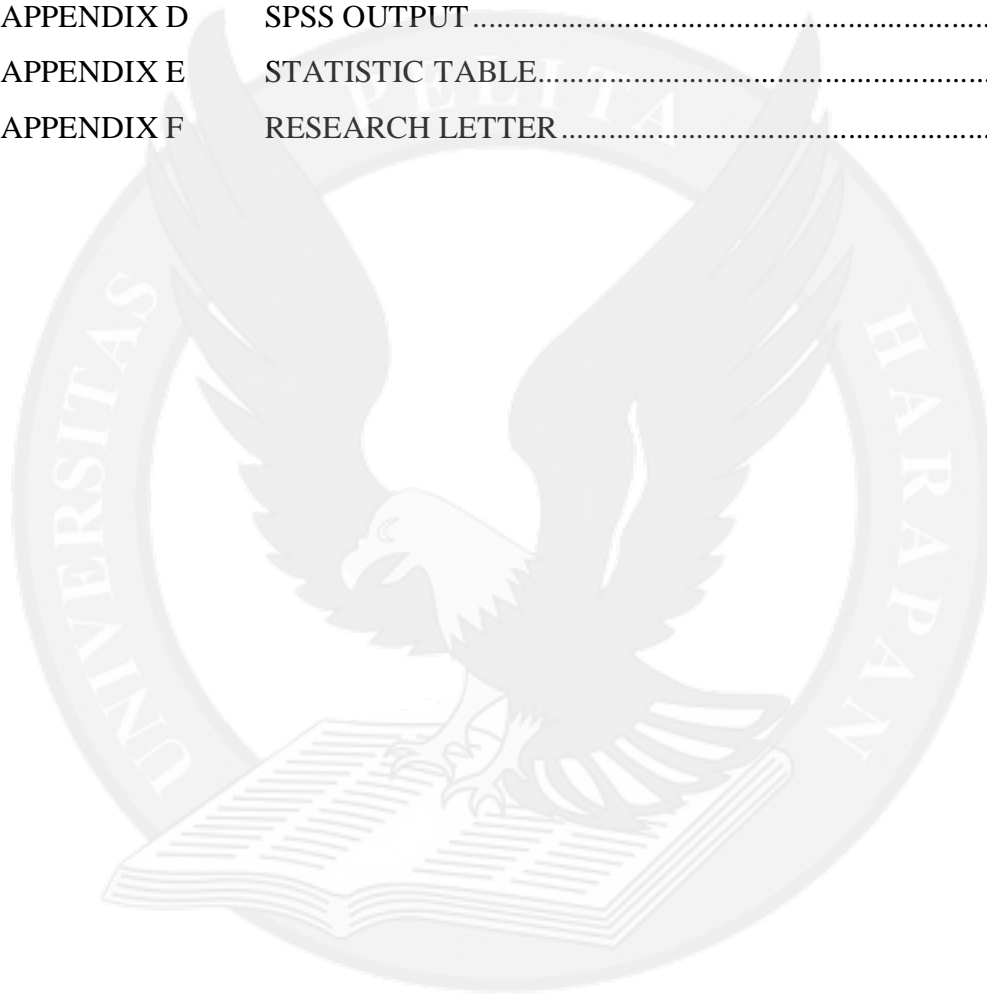 APPENDIX D SPSS OUTPUT................................................................
APPENDIX E STATISTIC TABLE........................................................
APPENDIX F RESEARCH LETTER.....................................................
UNIVERSITAS PELITA HARAPAN